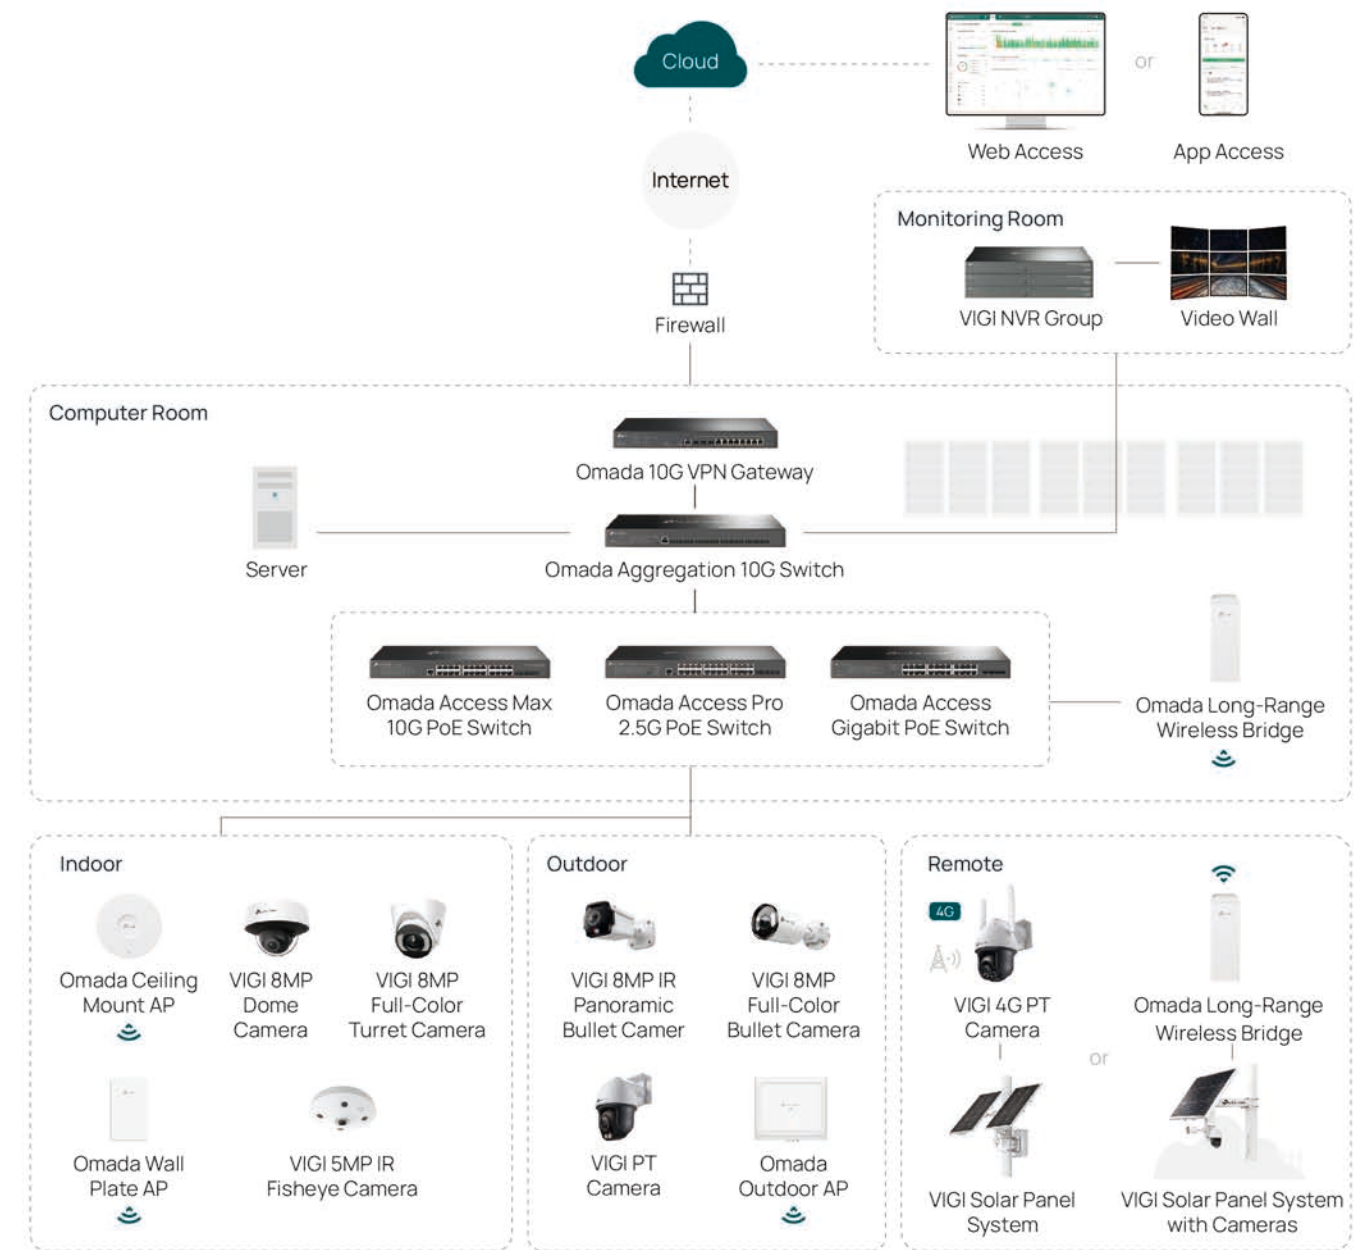 Cloud
or
Web Access
App Access
Internet
Monitoring Room
VIGI NVR Group
Video Wall
Firewall
Computer Room
Omada 10G VPN Gateway
Server
Omada Aggregation 10G Switch
Omada Access Max
10G PoE Switch
Omada Access Pro
2.5G PoE Switch
Omada Access
Gigabit PoE Switch
Omada Long-Range
Wireless Bridge
Indoor
Omada Ceiling
Mount AP
VIGI 8MP
Dome
Camera
VIGI 8MP
Full-Color
Turret Camera
Omada Wall
Plate AP
VIGI 5MP IR
Fisheye Camera
Outdoor
VIGI 8MP IR
Panoramic
Bullet Camer
VIGI 8MP
Full-Color
Bullet Camera
VIGI PT
Camera
Omada
Outdoor AP
Remote
4G
VIGI 4G PT
Camera
or
Omada Long-Range
Wireless Bridge
VIGI Solar Panel
System
VIGI Solar Panel System
with Cameras